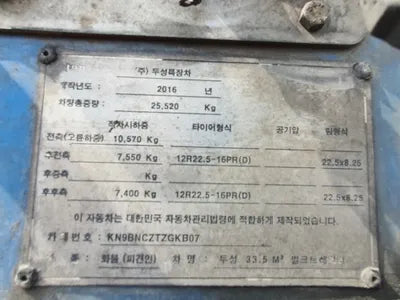 (주) 두성특장차
제작년도 : 2016 년
차량총중량 : 25,520 Kg
적차시하중 타이어형식 공기압 림형식
전축(오륜하중) 10,570 Kg
후전축 7,550 Kg 12R22.5-16PR(D) 22.5x8.25
후중축 Kg
후후축 7,400 Kg 12R22.5-16PR(D) 22.5x8.25
이 자동차는 대한민국 자동차관리법령에 적합하게 제작되었습니다.
차대번호 : KN9BNCZTZGKB07
차 종 : 화물 (피견인) 차 명 : 두성 33.5 M³